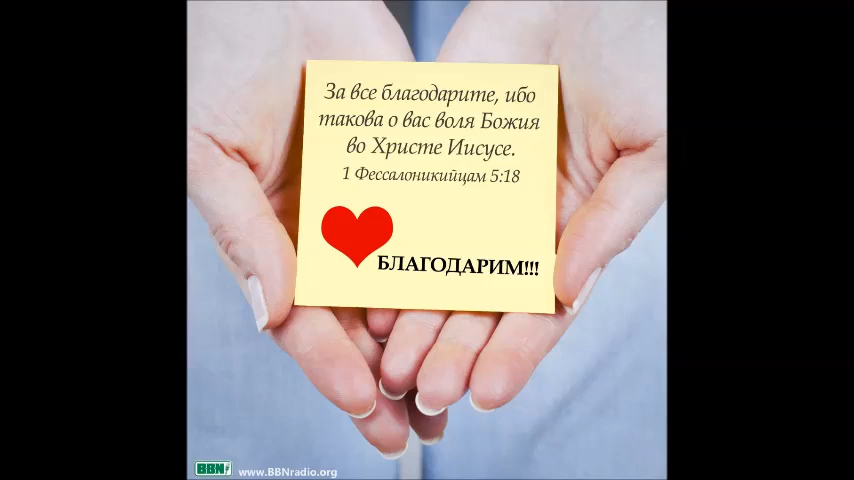 За все благодарите, ибо
такова о вас воля Божия
во Христе Иисусе.
1 Фессалоникийцам 5:18
БЛАГОДАРИМ!!!
BBN www.BBNradio.org